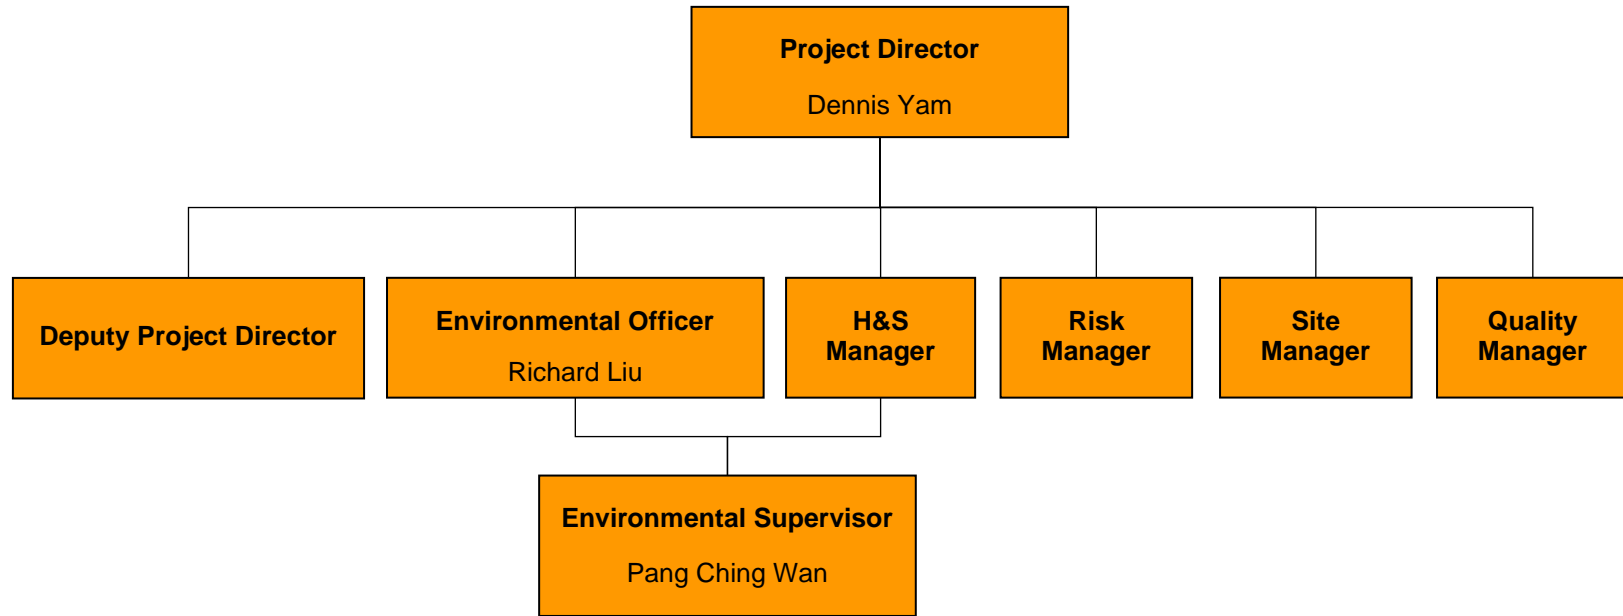 Project Director
Dennis Yam
Deputy Project Director
Environmental Officer
Richard Liu
H&S
Manager
Risk
Manager
Site
Manager
Quality
Manager
Environmental Supervisor
Pang Ching Wan